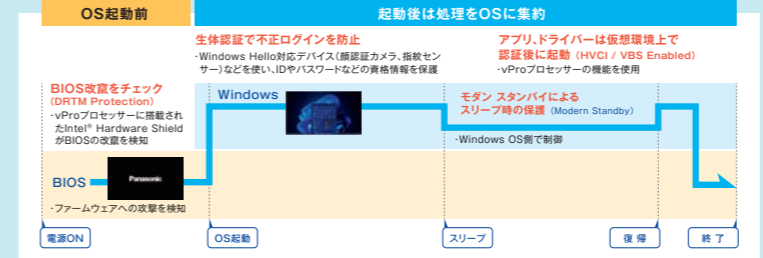 OS起動前
起動後は処理をOSに集約
生体認証で不正ログインを防止
・Windows Hello対応デバイス(顔認証カメラ、指紋セン
サー)などを使い、IDやパスワードなどの資格情報を保護
アプリ、ドライバーは仮想環境上で
認証後に起動（HVCI / VBS Enabled）
・vProプロセッサーの機能を使用
BIOS改竄をチェック
（DRTM Protection）
・vProプロセッサーに搭載され
たIntel® Hardware Shield
がBIOSの改竄を検知
Windows
モダン スタンバイによる
スリープ時の保護（Modern Standby）
・Windows OS側で制御
BIOS
Panasonic
・ファームウェアへの攻撃を検知
電源ON
OS起動
スリープ
復 帰
終 了